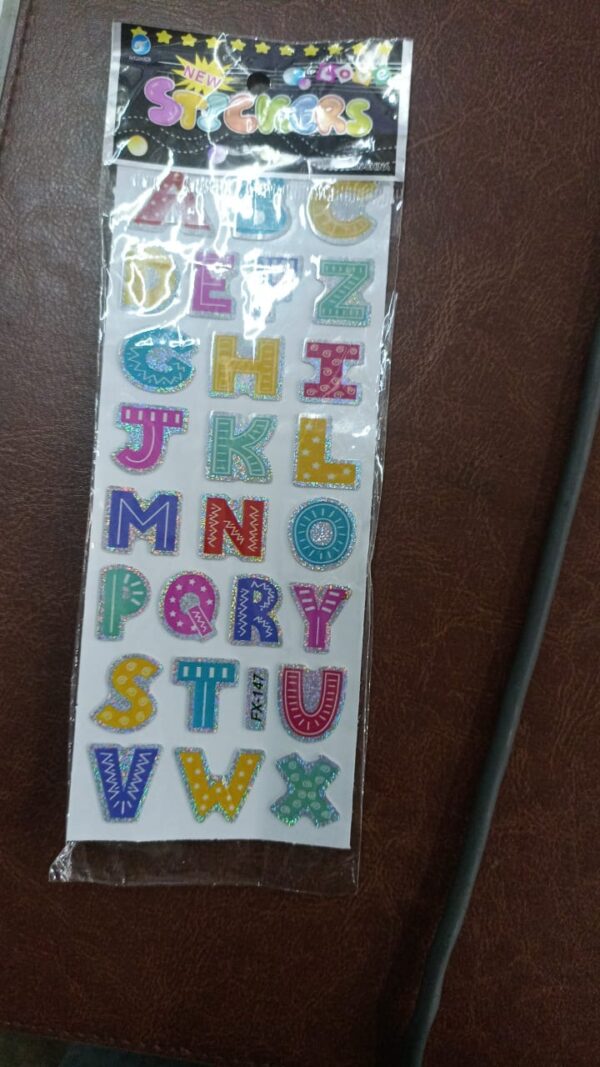 NEW
STICKERS
A B C
D E F Z
G H I
J K L
M N O
P Q R Y
S T FX-147 U
V W X